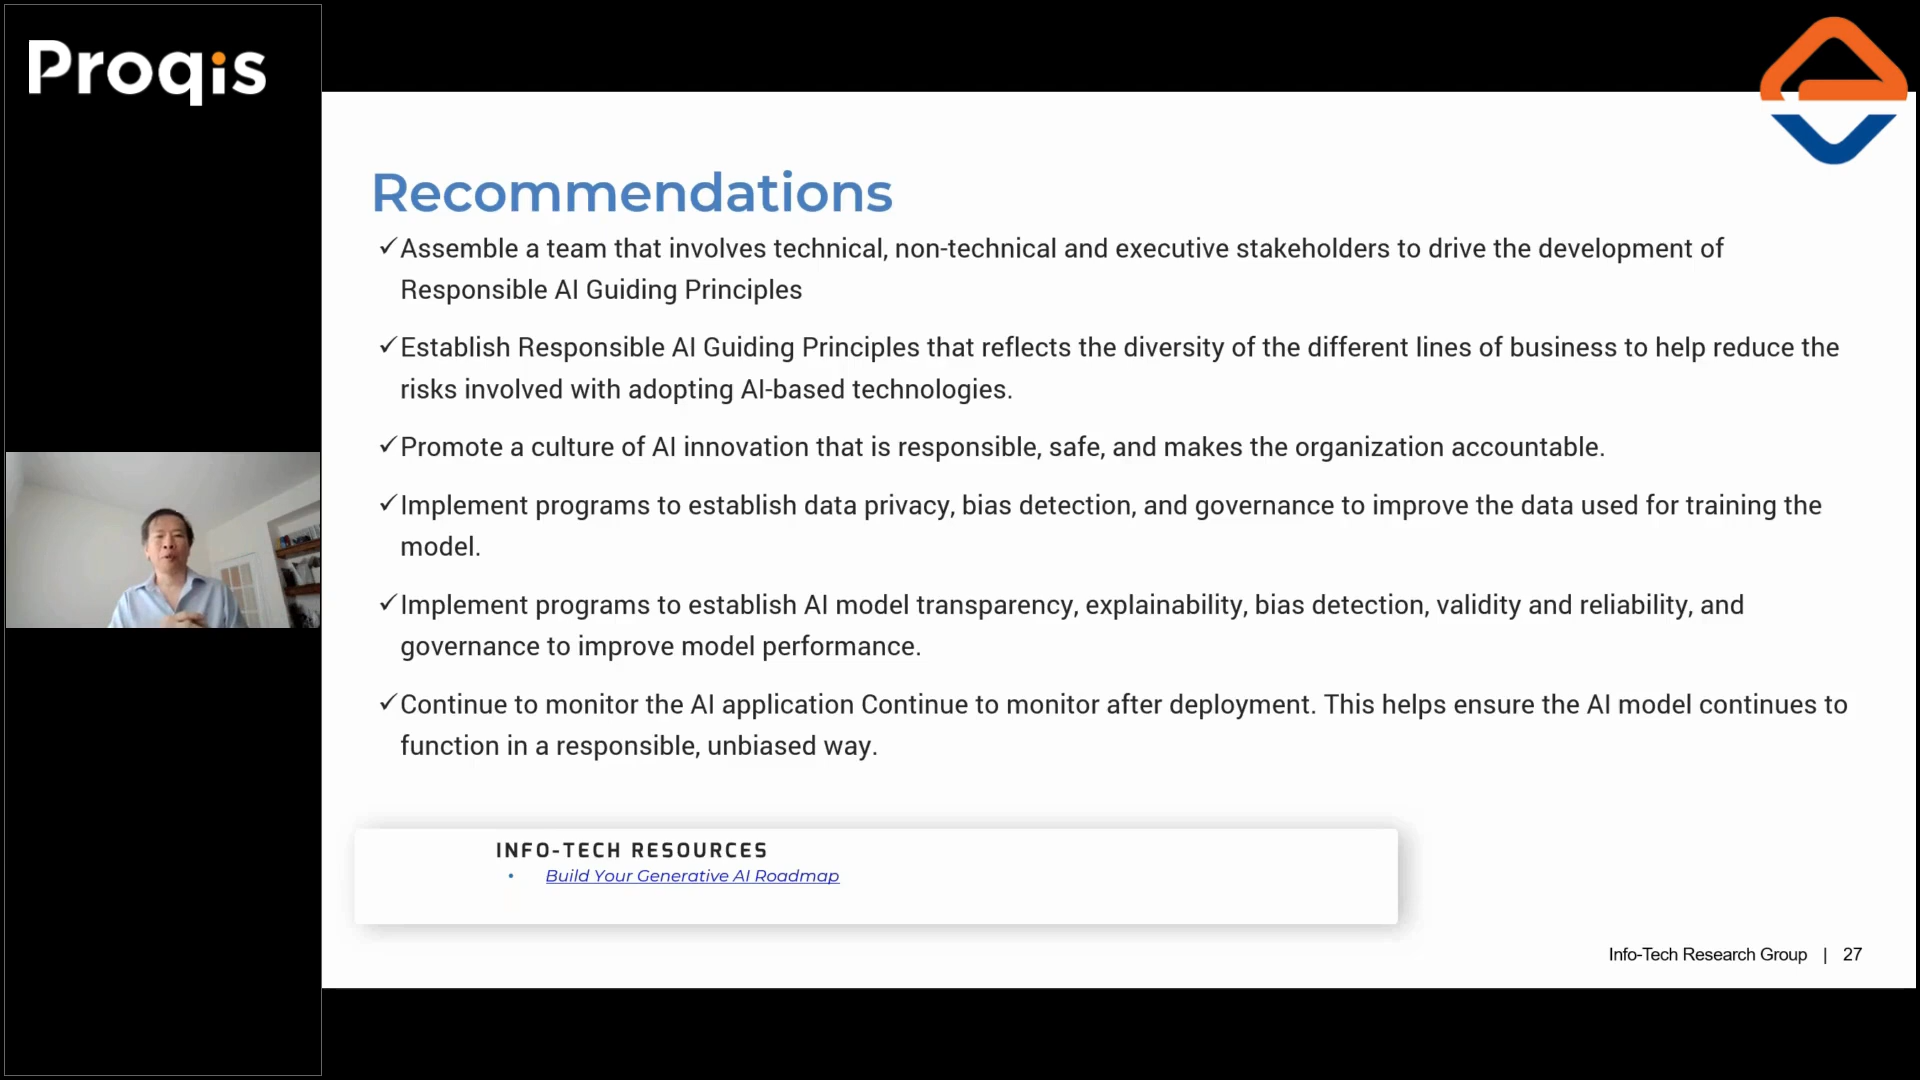 Proqis
Recommendations
✓Assemble a team that involves technical, non-technical and executive stakeholders to drive the development of
Responsible AI Guiding Principles
✓Establish Responsible AI Guiding Principles that reflects the diversity of the different lines of business to help reduce the
risks involved with adopting AI-based technologies.
✓Promote a culture of AI innovation that is responsible, safe, and makes the organization accountable.
✓Implement programs to establish data privacy, bias detection, and governance to improve the data used for training the
model.
✓Implement programs to establish AI model transparency, explainability, bias detection, validity and reliability, and
governance to improve model performance.
✓Continue to monitor the AI application Continue to monitor after deployment. This helps ensure the AI model continues to
function in a responsible, unbiased way.
INFO-TECH RESOURCES
• Build Your Generative AI Roadmap
Info-Tech Research Group | 27